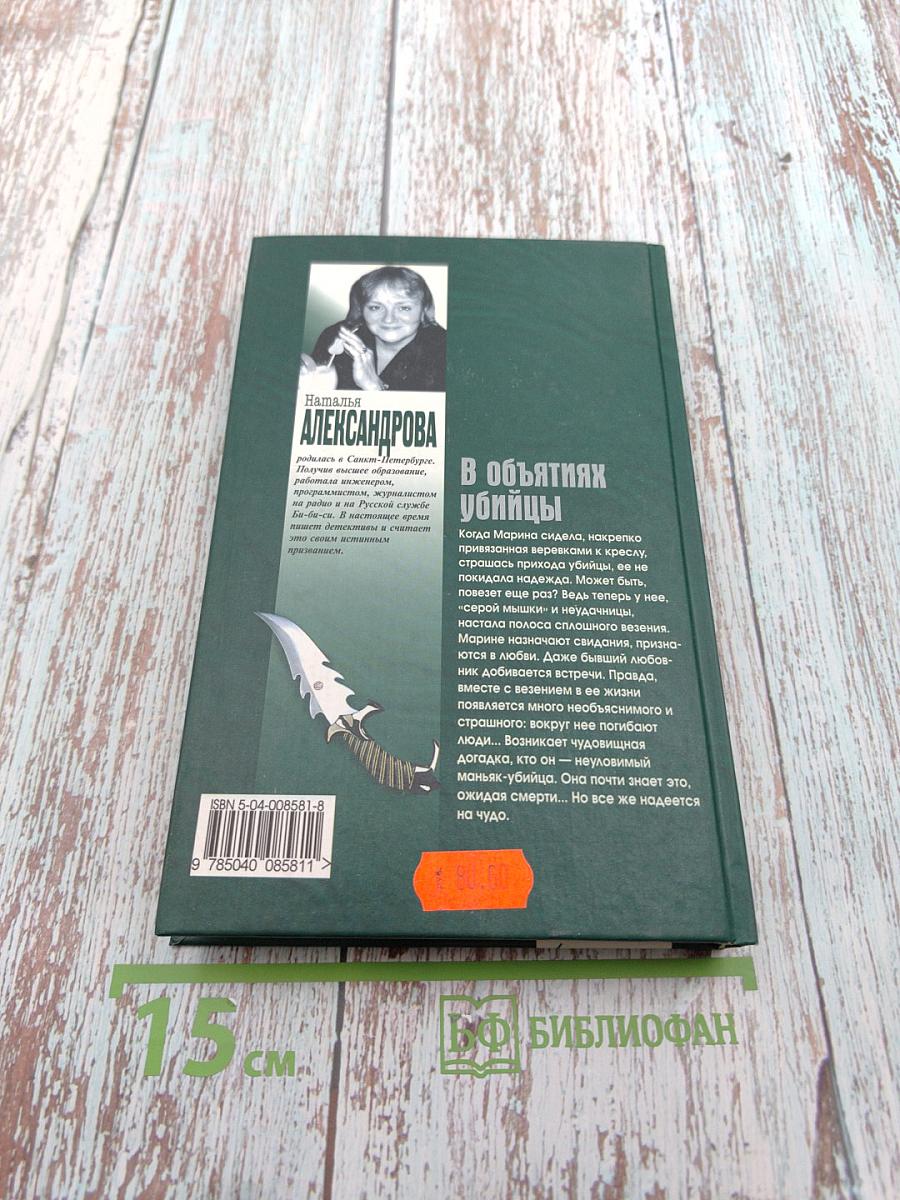 Наталья
АЛЕКСАНДРОВА
родилась в Санкт-Петербурге.
Получив высшее образование,
работала инженером,
программистом, журналистом
на радио и на Русской службе
Би-би-си. В настоящее время
пишет детективы и считает
это своим истинным
призванием.
В объятиях
убийцы
Когда Марина сидела, накрепко
привязанная веревками к креслу,
страшась прихода убийцы, ее не
покидала надежда. Может быть,
повезет еще раз? Ведь теперь у нее,
"серой мышки" и неудачницы,
настала полоса сплошного везения.
Марине назначают свидания, призна-
ются в любви. Даже бывший любов-
ник добивается встречи. Правда,
вместе с везением в ее жизни
появляется много необъяснимого и
страшного: вокруг нее погибают
люди... Возникает чудовищная
догадка, кто он — неуловимый
маньяк-убийца. Она почти знает это,
ожидая смерти... Но все же надеется
на чудо.
ISBN 5-04-008581-8
9 785040 085811 >
руб. 80.00
15 см
БФ БИБЛИОФАН